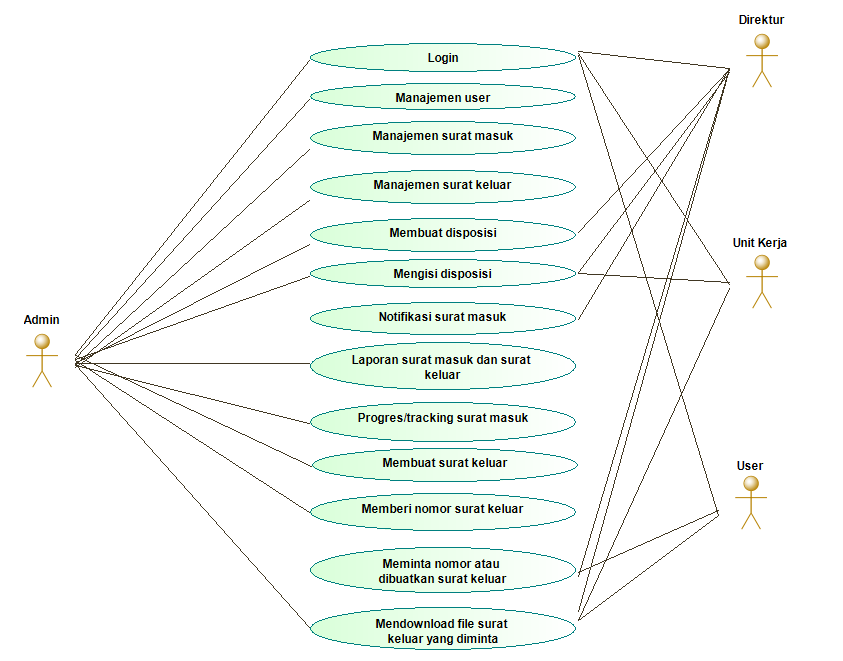 Direktur
Login
Manajemen user
Manajemen surat masuk
Manajemen surat keluar
Membuat disposisi
Unit Kerja
Mengisi disposisi
Notifikasi surat masuk
Admin
Laporan surat masuk dan surat
keluar
Progres/tracking surat masuk
Membuat surat keluar
User
Memberi nomor surat keluar
Meminta nomor atau
dibuatkan surat keluar
Mendownload file surat
keluar yang diminta